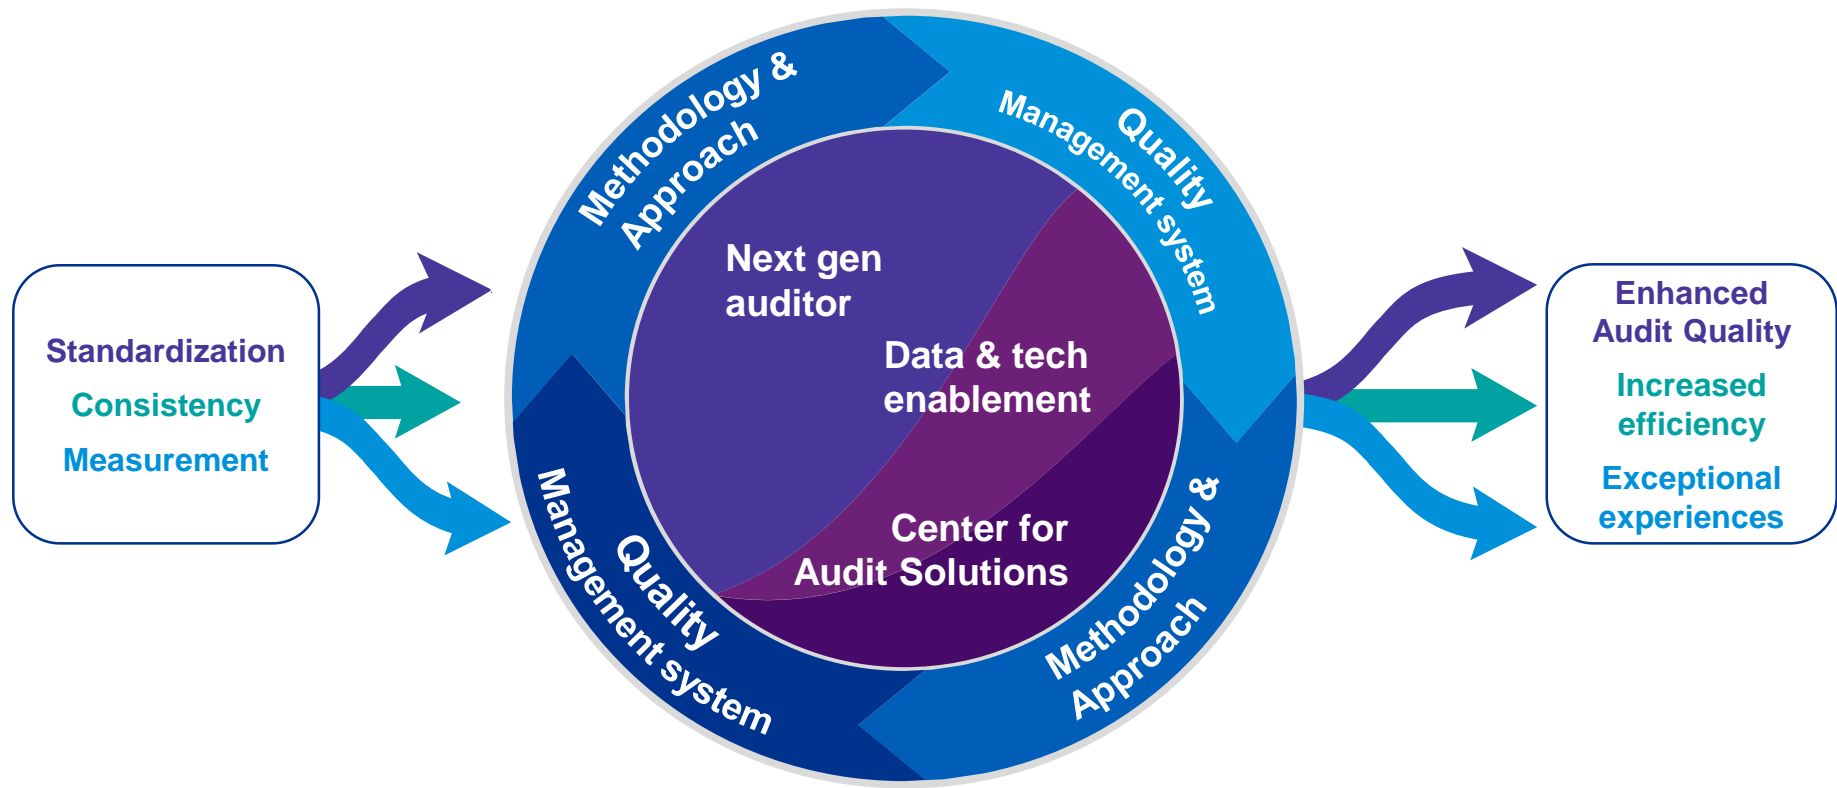 Standardization
Consistency
Measurement
Methodology &
Approach
Quality
Management system
Next gen
auditor
Data & tech
enablement
Center for
Audit Solutions
Quality
Management system
Methodology &
Approach
Enhanced
Audit Quality
Increased
efficiency
Exceptional
experiences